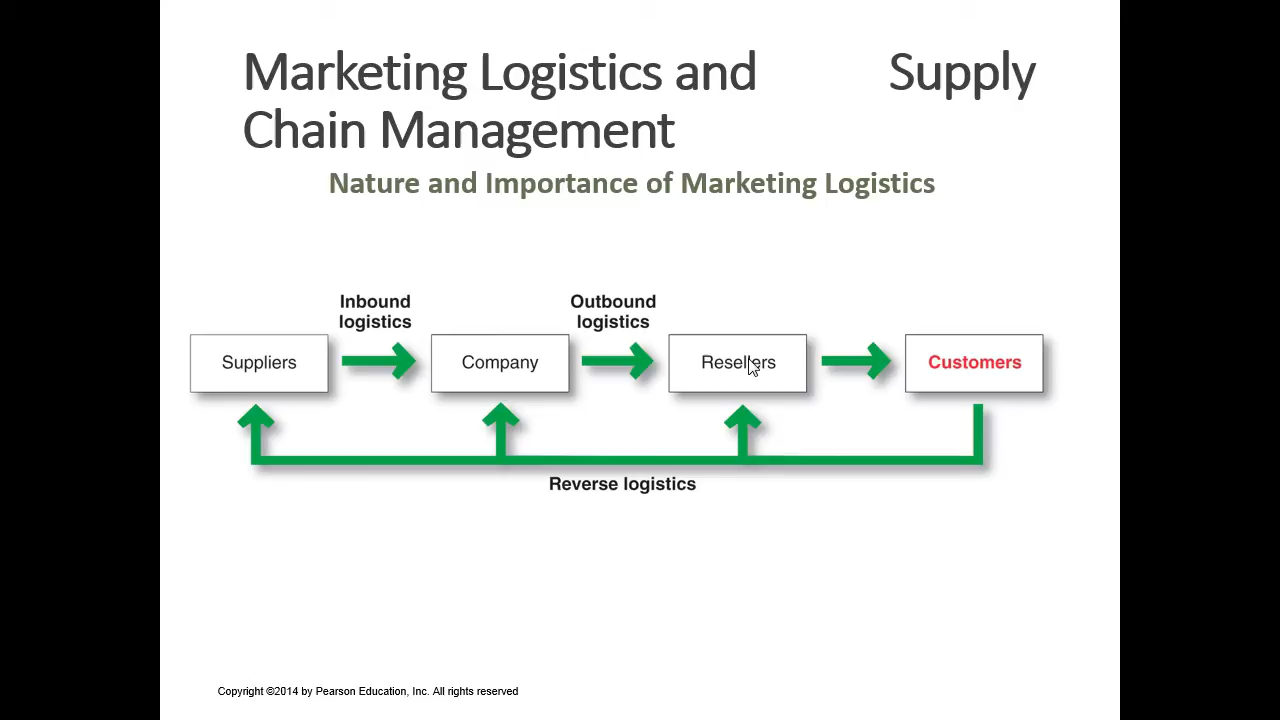 Marketing Logistics and Supply
Chain Management
Nature and Importance of Marketing Logistics
Inbound
logistics
Outbound
logistics
Suppliers
Company
Resellers
Customers
Reverse logistics
Copyright ©2014 by Pearson Education, Inc. All rights reserved